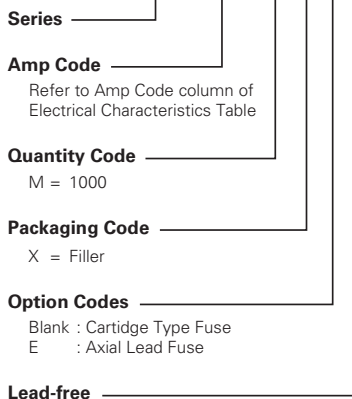 Series
Amp Code
Refer to Amp Code column of
Electrical Characteristics Table
Quantity Code
M = 1000
Packaging Code
X = Filler
Option Codes
Blank : Cartidge Type Fuse
E : Axial Lead Fuse
Lead-free